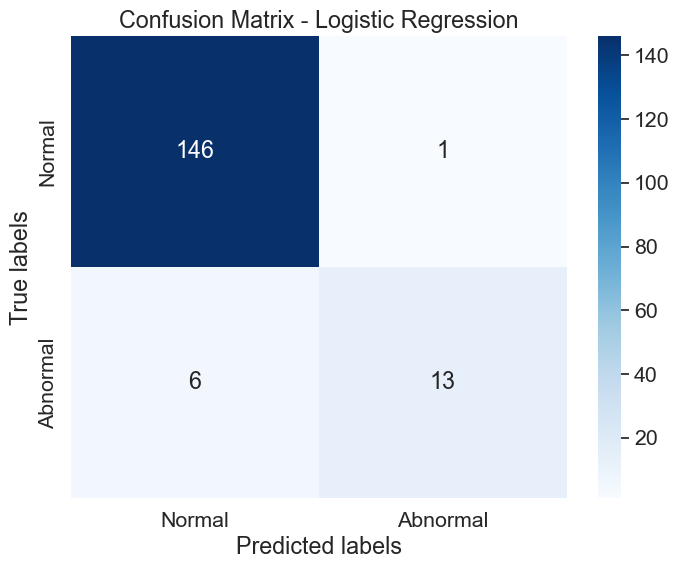 Confusion Matrix - Logistic Regression
True labels
Normal
Abnormal
146
1
6
13
Normal
Abnormal
Predicted labels
140
120
100
80
60
40
20